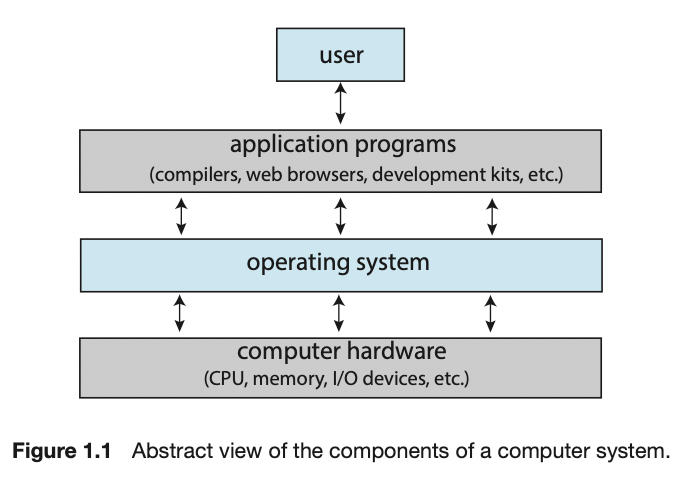 user
application programs
(compilers, web browsers, development kits, etc.)
operating system
computer hardware
(CPU, memory, I/O devices, etc.)
Figure 1.1 Abstract view of the components of a computer system.